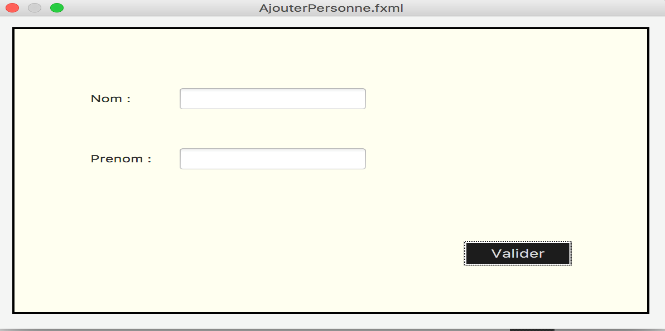 AjouterPersonne.fxml
Nom :
Prenom :
Valider